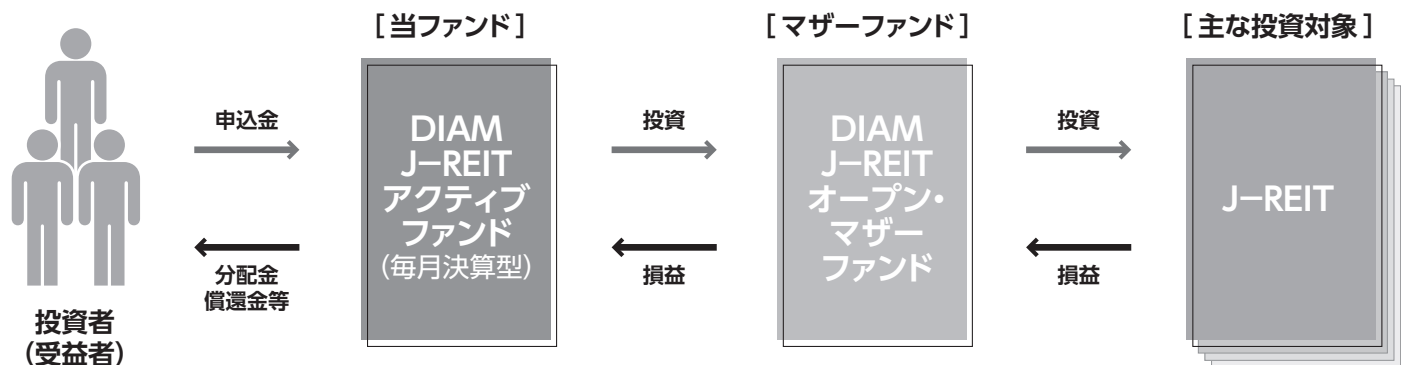 [当ファンド]
[マザーファンド]
[主な投資対象]
申込金
投資
投資
DIAM
J−REIT
アクティブ
ファンド
(毎月決算型)
DIAM
J−REIT
オープン・
マザー
ファンド
J−REIT
分配金
償還金等
損益
損益
投資者
(受益者)